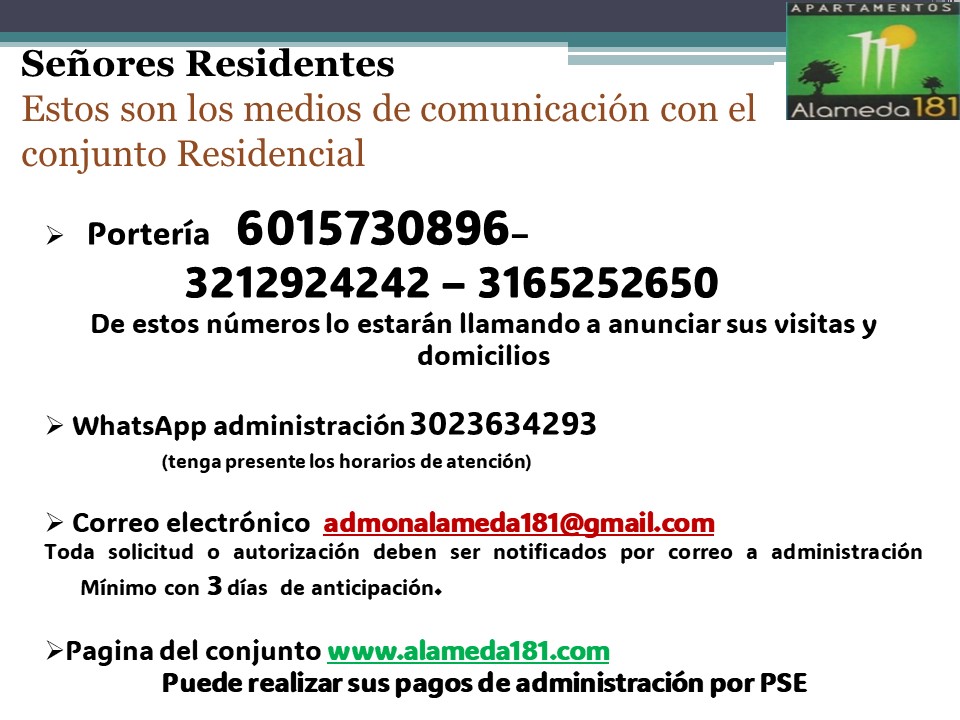 APARTAMENTOS
Alameda 181
Señores Residentes
Estos son los medios de comunicación con el
conjunto Residencial
➢ Portería 6015730896–
3212924242 – 3165252650
De estos números lo estarán llamando a anunciar sus visitas y
domicilios
➢ WhatsApp administración 3023634293
(tenga presente los horarios de atención)
➢ Correo electrónico admonalameda181@gmail.com
Toda solicitud o autorización deben ser notificados por correo a administración
Mínimo con 3 días de anticipación.
➢Pagina del conjunto www.alameda181.com
Puede realizar sus pagos de administración por PSE